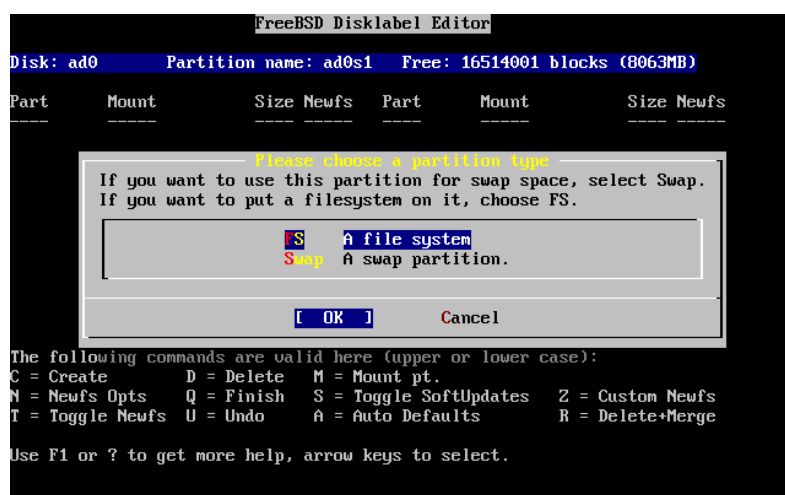 FreeBSD Disklabel Editor
Disk: ad0 Partition name: ad0s1 Free: 16514001 blocks (8063MB)
Part Mount Size Newfs Part Mount Size Newfs
---- ----- ---- ----- ---- ----- ---- -----
Please choose a partition type
If you want to use this partition for swap space, select Swap.
If you want to put a filesystem on it, choose FS.
FS A file system
Swap A swap partition.
[ OK ] Cancel
The following commands are valid here (upper or lower case):
C = Create D = Delete M = Mount pt.
N = Newfs Opts Q = Finish S = Toggle SoftUpdates Z = Custom Newfs
T = Toggle Newfs U = Undo A = Auto Defaults R = Delete+Merge
Use F1 or ? to get more help, arrow keys to select.